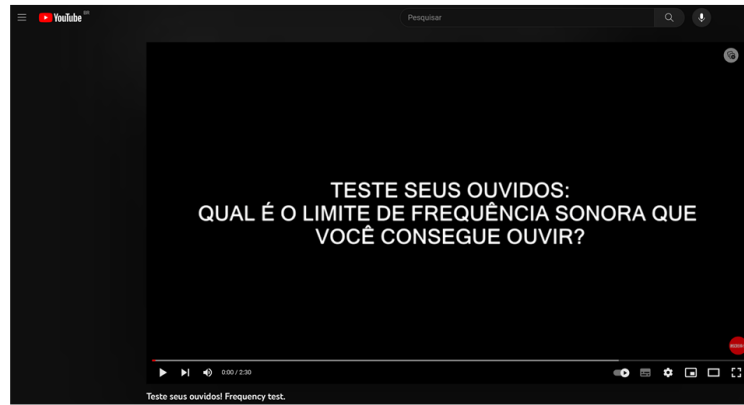 YouTube BR
Pesquisar
TESTE SEUS OUVIDOS:
QUAL É O LIMITE DE FREQUÊNCIA SONORA QUE
VOCÊ CONSEGUE OUVIR?
0:00 / 2:30
Teste seus ouvidos! Frequency test.